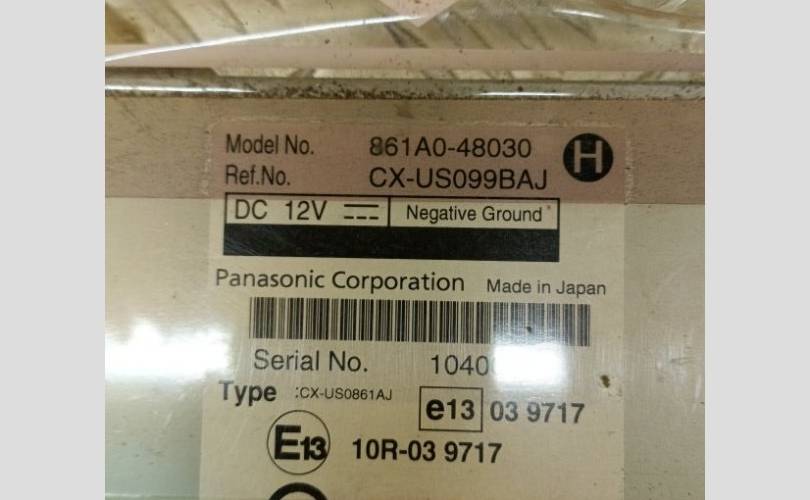 Model No. 861A0-48030 H
Ref.No. CX-US099BAJ
DC 12V Negative Ground
Panasonic Corporation Made in Japan
Serial No.
Type :CX-US0861AJ e13 03 9717
E13 10R-03 9717